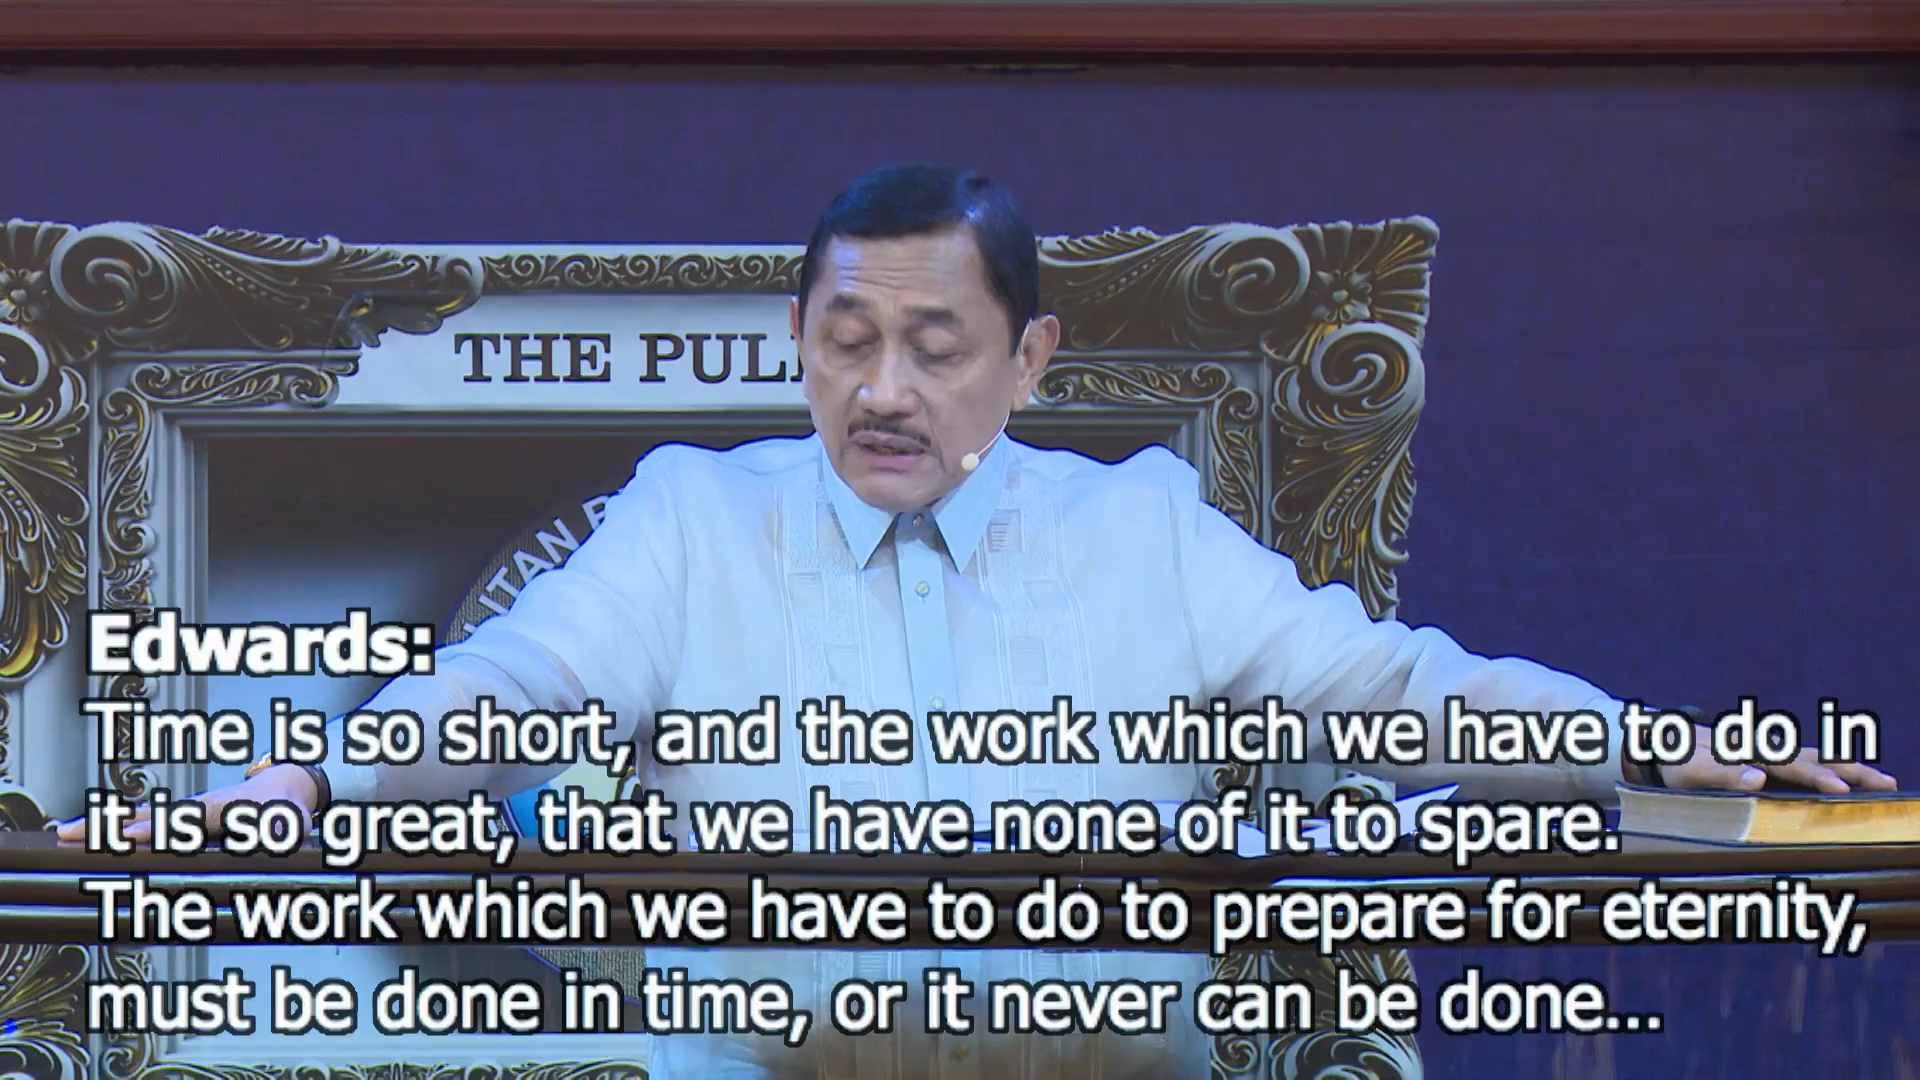 THE PUL
ITAN
Edwards:
Time is so short, and the work which we have to do in
it is so great, that we have none of it to spare.
The work which we have to do to prepare for eternity,
must be done in time, or it never can be done...